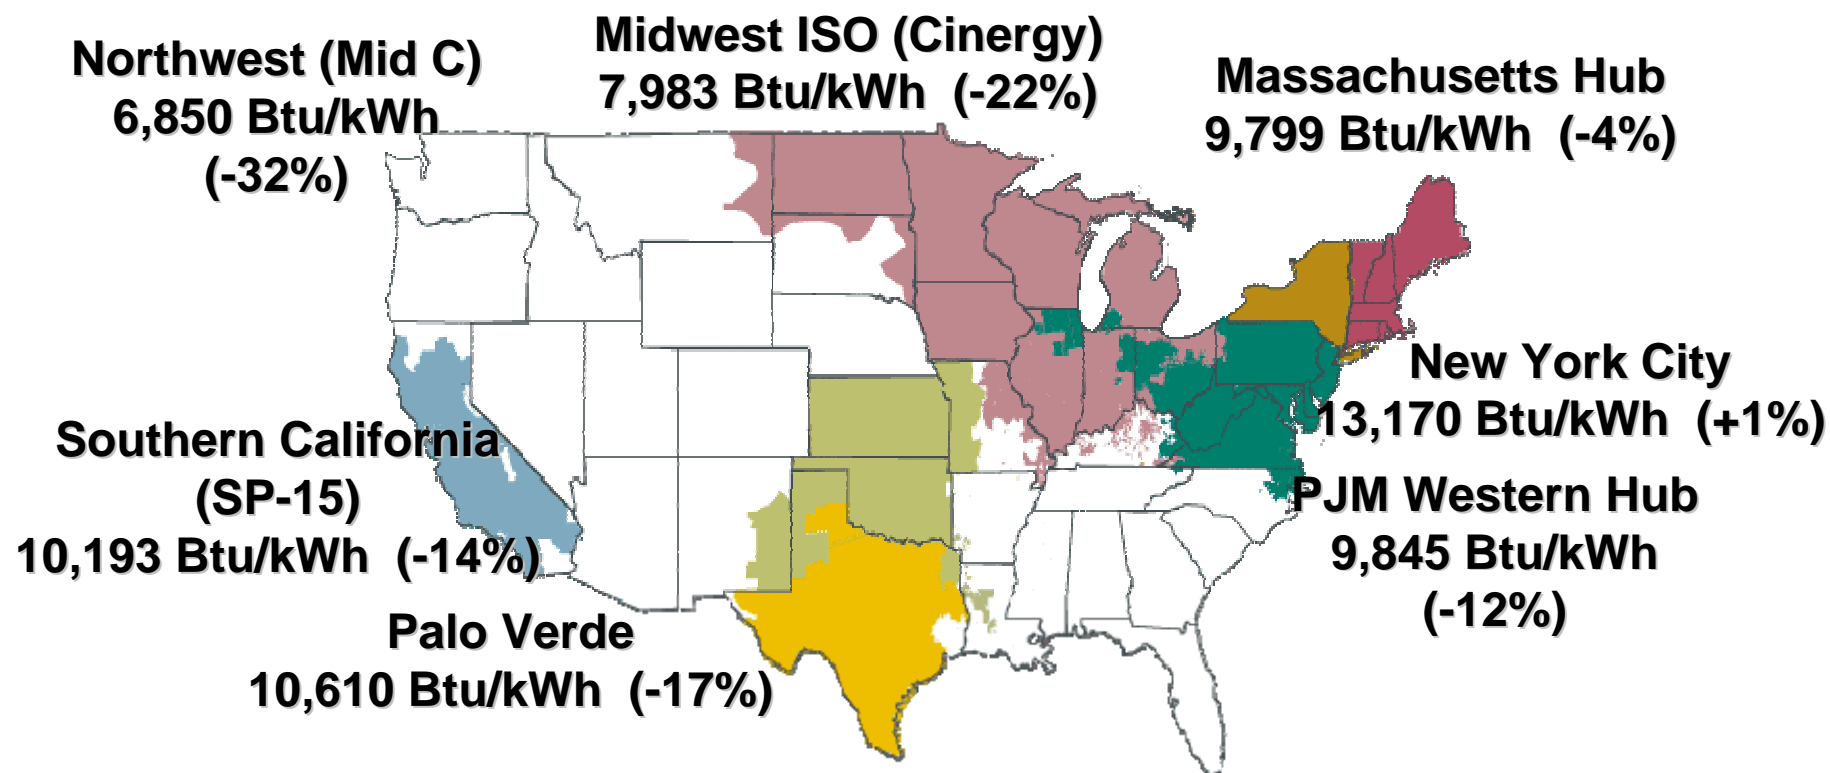 Northwest (Mid C)
6,850 Btu/kWh
(-32%)
Midwest ISO (Cinergy)
7,983 Btu/kWh (-22%)
Massachusetts Hub
9,799 Btu/kWh (-4%)
New York City
13,170 Btu/kWh (+1%)
Southern California
(SP-15)
10,193 Btu/kWh (-14%)
PJM Western Hub
9,845 Btu/kWh
(-12%)
Palo Verde
10,610 Btu/kWh (-17%)